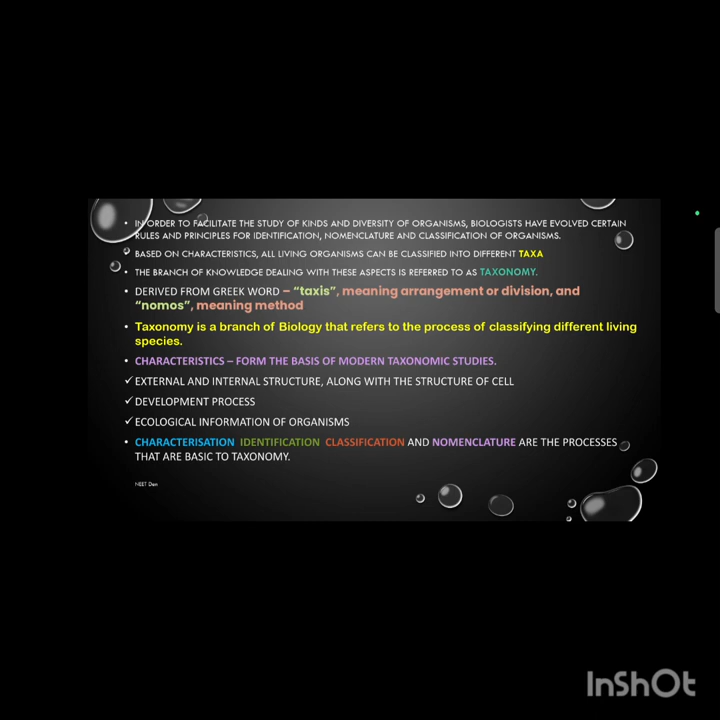 • IN ORDER TO FACILITATE THE STUDY OF KINDS AND DIVERSITY OF ORGANISMS, BIOLOGISTS HAVE EVOLVED CERTAIN
RULES AND PRINCIPLES FOR IDENTIFICATION, NOMENCLATURE AND CLASSIFICATION OF ORGANISMS.
• BASED ON CHARACTERISTICS, ALL LIVING ORGANISMS CAN BE CLASSIFIED INTO DIFFERENT TAXA
• THE BRANCH OF KNOWLEDGE DEALING WITH THESE ASPECTS IS REFERRED TO AS TAXONOMY.
• DERIVED FROM GREEK WORD – “taxis”, meaning arrangement or division, and
“nomos”, meaning method
• Taxonomy is a branch of Biology that refers to the process of classifying different living
species.
• CHARACTERISTICS – FORM THE BASIS OF MODERN TAXONOMIC STUDIES.
✓ EXTERNAL AND INTERNAL STRUCTURE, ALONG WITH THE STRUCTURE OF CELL
✓ DEVELOPMENT PROCESS
✓ ECOLOGICAL INFORMATION OF ORGANISMS
• CHARACTERISATION IDENTIFICATION CLASSIFICATION AND NOMENCLATURE ARE THE PROCESSES
THAT ARE BASIC TO TAXONOMY.
NEET Den
InShOt